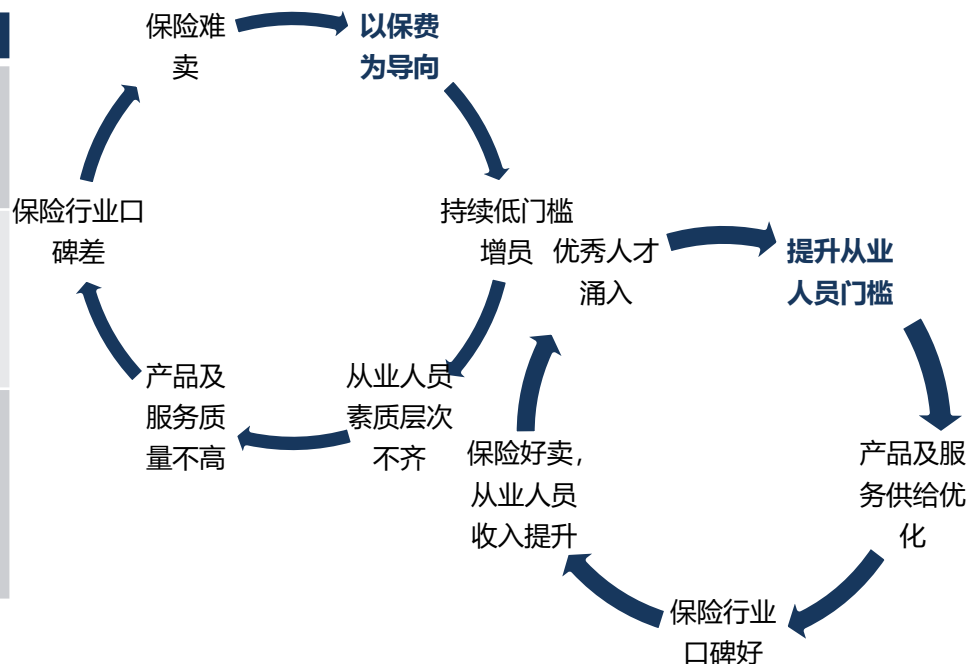 保险难
卖
以保费
为导向
持续低门槛
增员
从业人员
素质层次
不齐
产品及
服务质
量不高
保险行业口
碑差
优秀人才
涌入
提升从业
人员门槛
产品及服
务供给优
化
保险行业
口碑好
保险好卖，
从业人员
收入提升